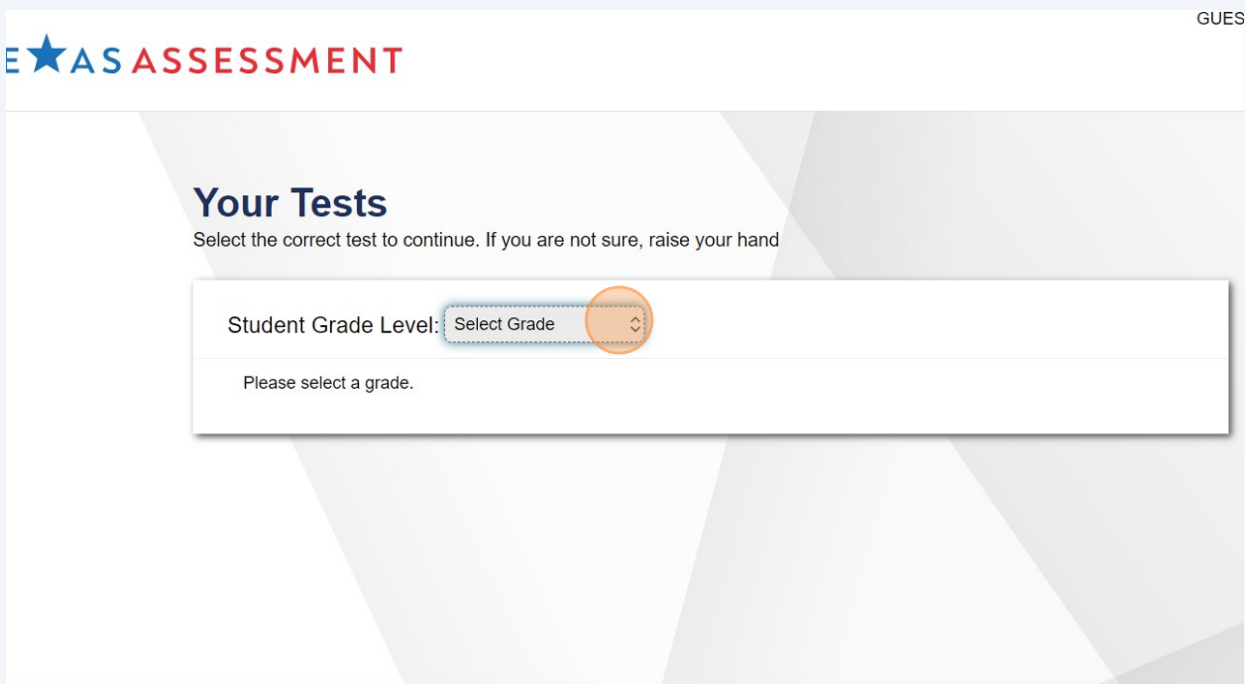 GUES
E★AS ASSESSMENT
Your Tests
Select the correct test to continue. If you are not sure, raise your hand
Student Grade Level: Select Grade
Please select a grade.